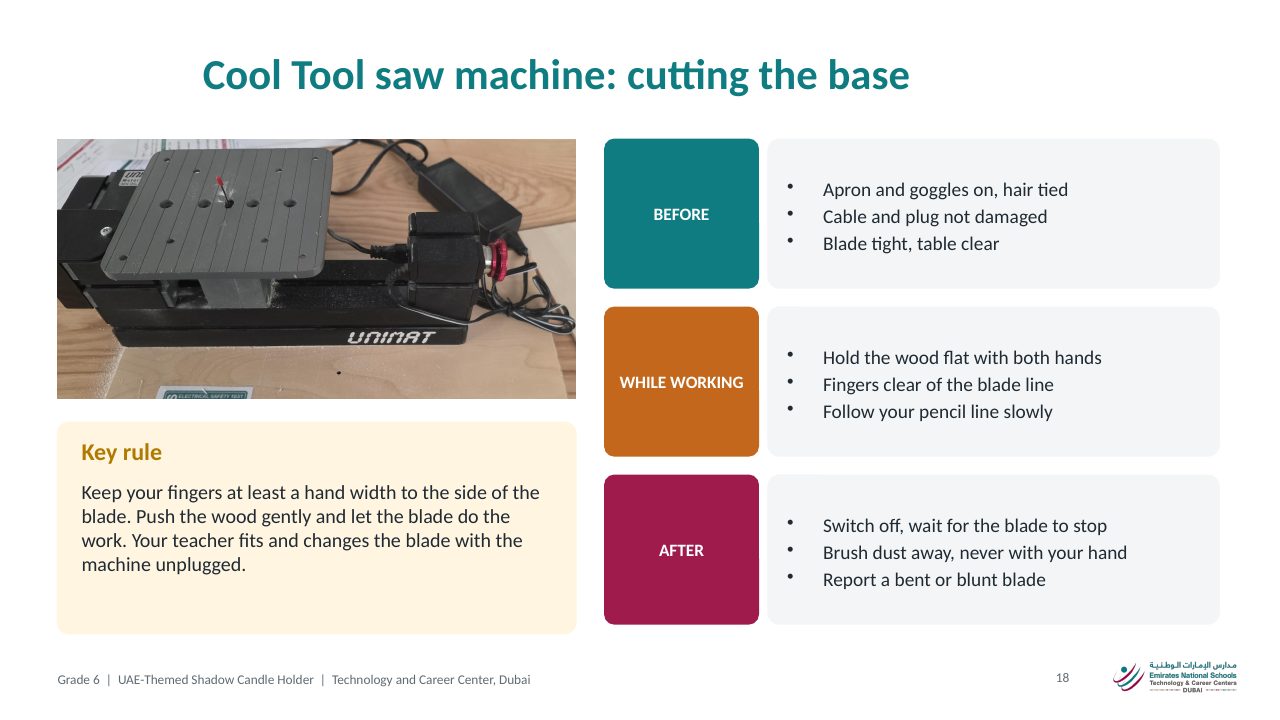 Cool Tool saw machine: cutting the base
UNIMAT
ELECTRICAL SAFETY TEST
Key rule
Keep your fingers at least a hand width to the side of the
blade. Push the wood gently and let the blade do the
work. Your teacher fits and changes the blade with the
machine unplugged.
BEFORE
• Apron and goggles on, hair tied
• Cable and plug not damaged
• Blade tight, table clear
WHILE WORKING
• Hold the wood flat with both hands
• Fingers clear of the blade line
• Follow your pencil line slowly
AFTER
• Switch off, wait for the blade to stop
• Brush dust away, never with your hand
• Report a bent or blunt blade
Grade 6 | UAE-Themed Shadow Candle Holder | Technology and Career Center, Dubai
18
مدارس الإمارات الوطنية
Emirates National Schools
Technology & Career Centers
DUBAI